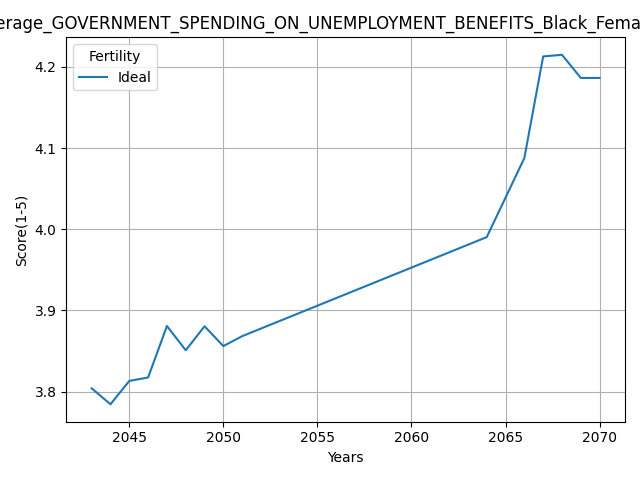 erage_GOVERNMENT_SPENDING_ON_UNEMPLOYMENT_BENEFITS_Black_Fema
Fertility
Ideal
4.2
4.1
4.0
3.9
3.8
Score(1-5)
2045 2050 2055 2060 2065 2070
Years